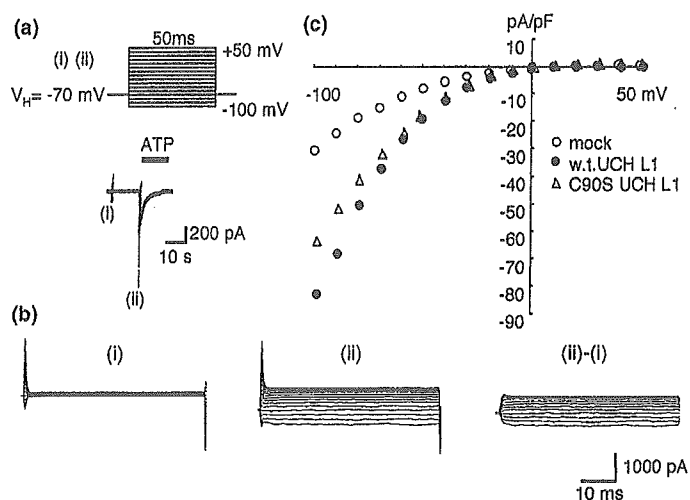 (a)
50ms
(i) (ii)
+50 mV
VH= -70 mV
-100 mV
ATP
(i)
200 pA
10 s
(ii)
(c)
pA/pF
10
-100
50 mV
-10
-20
-30
-40
-50
-60
-70
-80
-90
mock
w.t.UCH L1
C90S UCH L1
(b)
(i)
(ii)
(ii)-(i)
1000 pA
10 ms